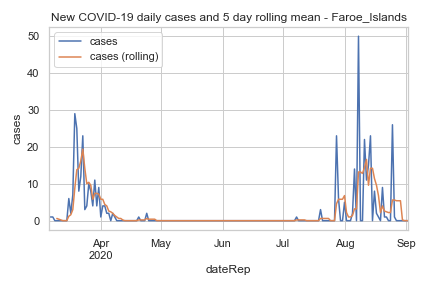 New COVID-19 daily cases and 5 day rolling mean - Faroe_Islands
cases
cases (rolling)
cases
50
40
30
20
10
0
Apr
2020
May
Jun
Jul
Aug
Sep
dateRep